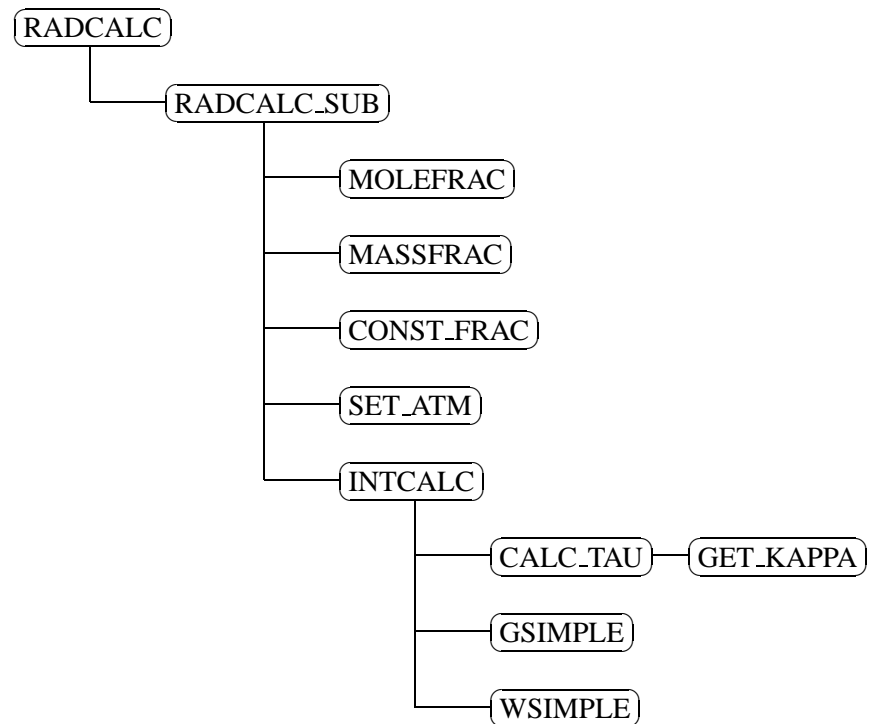 RADCALC
RADCALC_SUB
MOLEFRAC
MASSFRAC
CONST_FRAC
SET_ATM
INTCALC
CALC_TAU GET_KAPPA
GSIMPLE
WSIMPLE